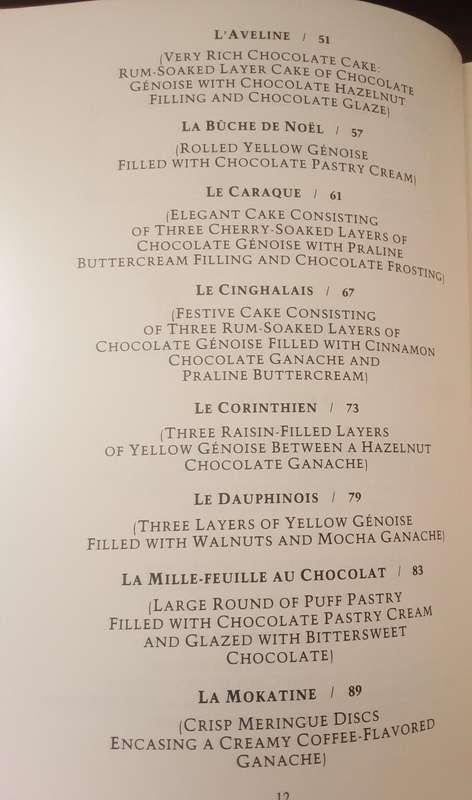 L'Aveline / 51
(Very Rich Chocolate Cake:
Rum-Soaked Layer Cake of Chocolate
Génoise with Chocolate Hazelnut
Filling and Chocolate Glaze)
La Bûche de Noël / 57
(Rolled Yellow Génoise
Filled with Chocolate Pastry Cream)
Le Caraque / 61
(Elegant Cake Consisting
of Three Cherry-Soaked Layers of
Chocolate Génoise with Praline
Buttercream Filling and Chocolate Frosting)
Le Cinghalais / 67
(Festive Cake Consisting
of Three Rum-Soaked Layers of
Chocolate Génoise Filled with Cinnamon
Chocolate Ganache and
Praline Buttercream)
Le Corinthien / 73
(Three Raisin-Filled Layers
of Yellow Génoise Between a Hazelnut
Chocolate Ganache)
Le Dauphinois / 79
(Three Layers of Yellow Génoise
Filled with Walnuts and Mocha Ganache)
La Mille-feuille au Chocolat / 83
(Large Round of Puff Pastry
Filled with Chocolate Pastry Cream
and Glazed with Bittersweet
Chocolate)
La Mokatine / 89
(Crisp Meringue Discs
Encasing a Creamy Coffee-Flavored
Ganache)
12